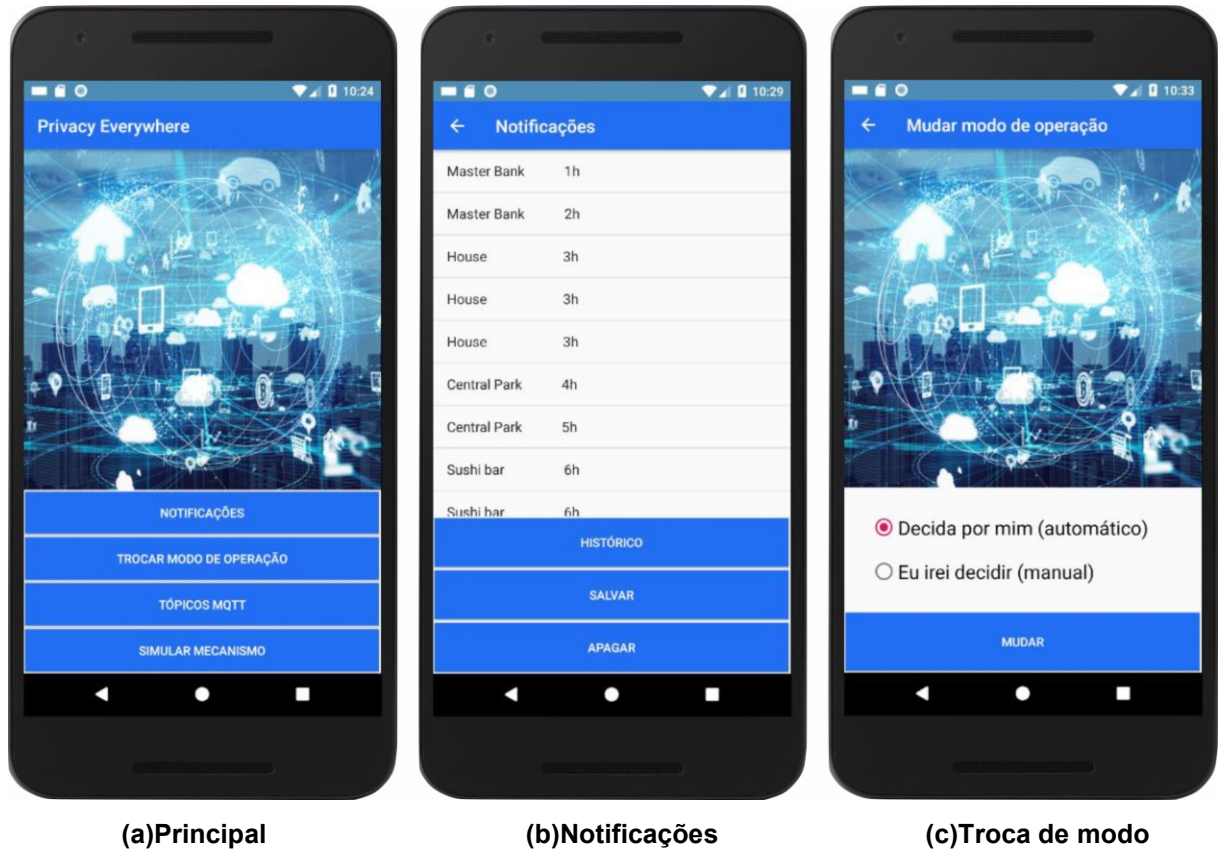 10:24
Privacy Everywhere
NOTIFICAÇÕES
TROCAR MODO DE OPERAÇÃO
TÓPICOS MQTT
SIMULAR MECANISMO
(a)Principal
10:29
Notificações
Master Bank 1h
Master Bank 2h
House 3h
House 3h
House 3h
Central Park 4h
Central Park 5h
Sushi bar 6h
Sushi bar 6h
HISTÓRICO
SALVAR
APAGAR
(b)Notificações
10:33
Mudar modo de operação
Decida por mim (automático)
Eu irei decidir (manual)
MUDAR
(c)Troca de modo